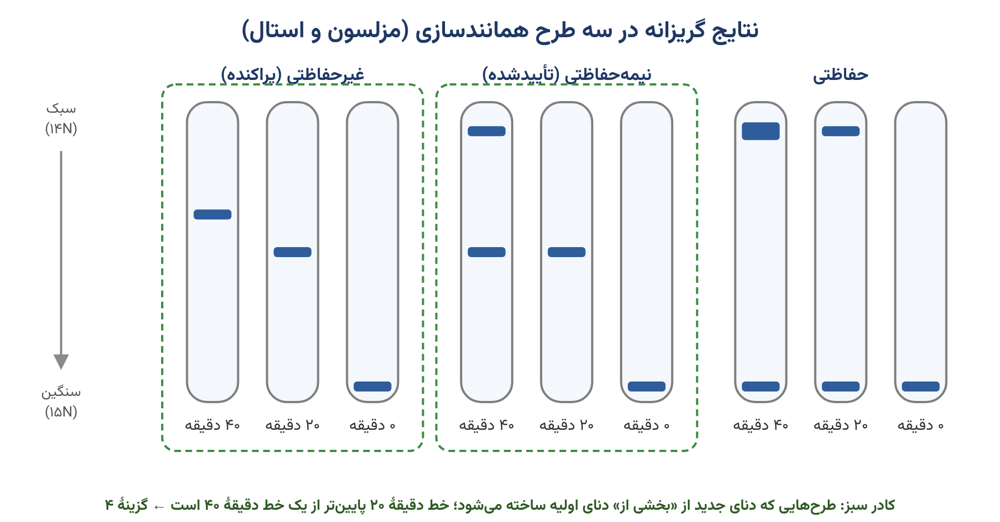 نتایج گریزانه در سه طرح همانندسازی (مزلسون و استال)
حفاظتی
نیمه‌حفاظتی (تأییدشده)
غیرحفاظتی (پراکنده)
سبک
(۱۴N)
سنگین
(۱۵N)
۰ دقیقه
۲۰ دقیقه
۴۰ دقیقه
۰ دقیقه
۲۰ دقیقه
۴۰ دقیقه
۰ دقیقه
۲۰ دقیقه
۴۰ دقیقه
کادر سبز: طرح‌هایی که دنای جدید از «بخشی از» دنای اولیه ساخته می‌شود؛ خط دقیقهٔ ۲۰ پایین‌تر از یک خط دقیقهٔ ۴۰ است ← گزینهٔ ۴